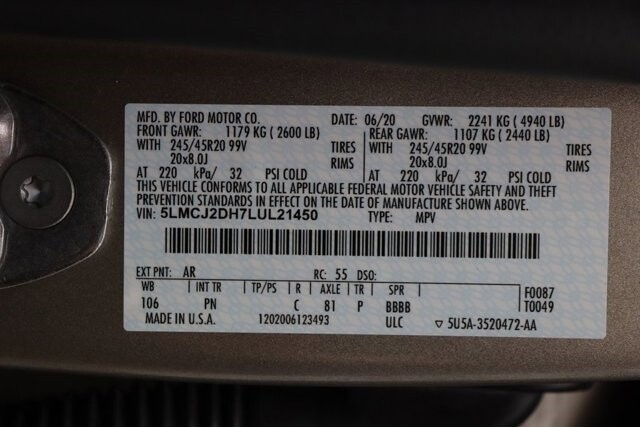 MFD. BY FORD MOTOR CO. DATE: 06/20 GVWR: 2241 KG ( 4940 LB)
FRONT GAWR: 1179 KG ( 2600 LB) REAR GAWR: 1107 KG ( 2440 LB)
WITH 245/45R20 99V TIRES WITH 245/45R20 99V TIRES
20x8.0J RIMS 20x8.0J RIMS
AT 220 kPa/ 32 PSI COLD AT 220 kPa/ 32 PSI COLD
THIS VEHICLE CONFORMS TO ALL APPLICABLE FEDERAL MOTOR VEHICLE SAFETY AND THEFT
PREVENTION STANDARDS IN EFFECT ON THE DATE OF MANUFACTURE SHOWN ABOVE.
VIN: 5LMCJ2DH7LUL21450 TYPE: MPV
EXT PNT: AR RC: 55 DSO:
WB INT TR TP/PS R AXLE TR SPR F0087
106 PN C 81 P BBBB T0049
MADE IN U.S.A. 1202006123493 ULC ▽ 5U5A-3520472-AA